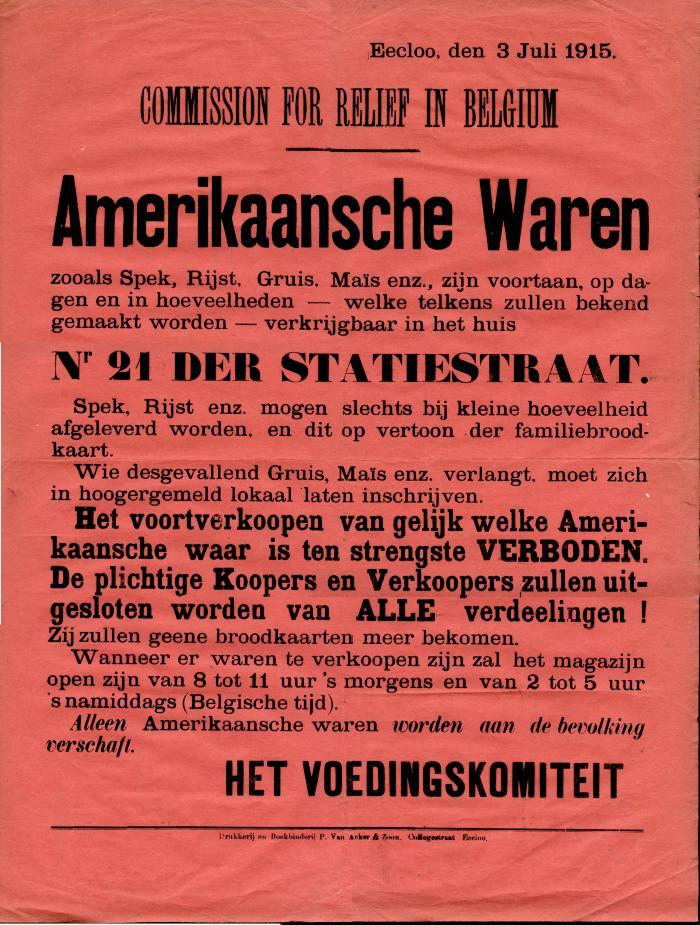 Eecloo, den 3 Juli 1915.
COMMISSION FOR RELIEF IN BELGIUM
Amerikaansche Waren
zooals Spek, Rijst, Gruis, Maïs enz., zijn voortaan, op da-
gen en in hoeveelheden — welke telkens zullen bekend
gemaakt worden — verkrijgbaar in het huis
Nr 21 DER STATIESTRAAT.
Spek, Rijst enz. mogen slechts bij kleine hoeveelheid
afgeleverd worden, en dit op vertoon der familiebrood-
kaart.
Wie desgevallend Gruis, Maïs enz. verlangt, moet zich
in hoogergemeld lokaal laten inschrijven.
Het voortverkoopen van gelijk welke Ameri-
kaansche waar is ten strengste VERBODEN.
De plichtige Koopers en Verkoopers zullen uit-
gesloten worden van ALLE verdeelingen !
Zij zullen geene broodkaarten meer bekomen.
Wanneer er waren te verkoopen zijn zal het magazijn
open zijn van 8 tot 11 uur 's morgens en van 2 tot 5 uur
's namiddags (Belgische tijd).
Alleen Amerikaansche waren worden aan de bevolking
verschaft.
HET VOEDINGSKOMITEIT
Drukkerij en Boekbinderij P. Van Acker & Zoon, Collegestraat Eecloo.